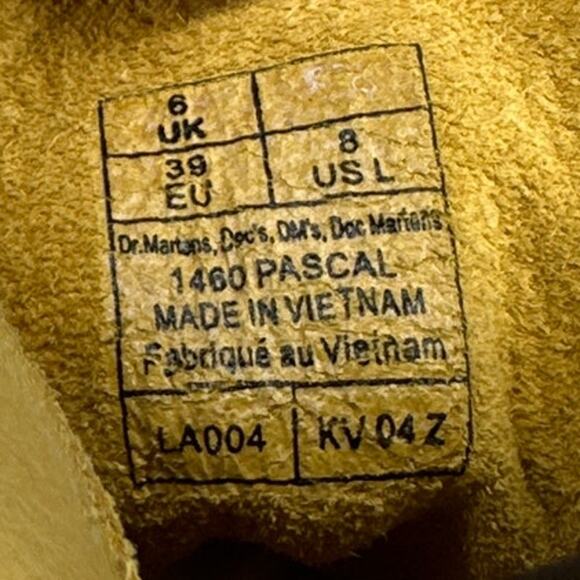 6
UK
39
EU
8
US L
Dr.Martens, Doc's, DM's, Doc Martens
1460 PASCAL
MADE IN VIETNAM
Fabriqué au Vietnam
LA004
KV 04 Z